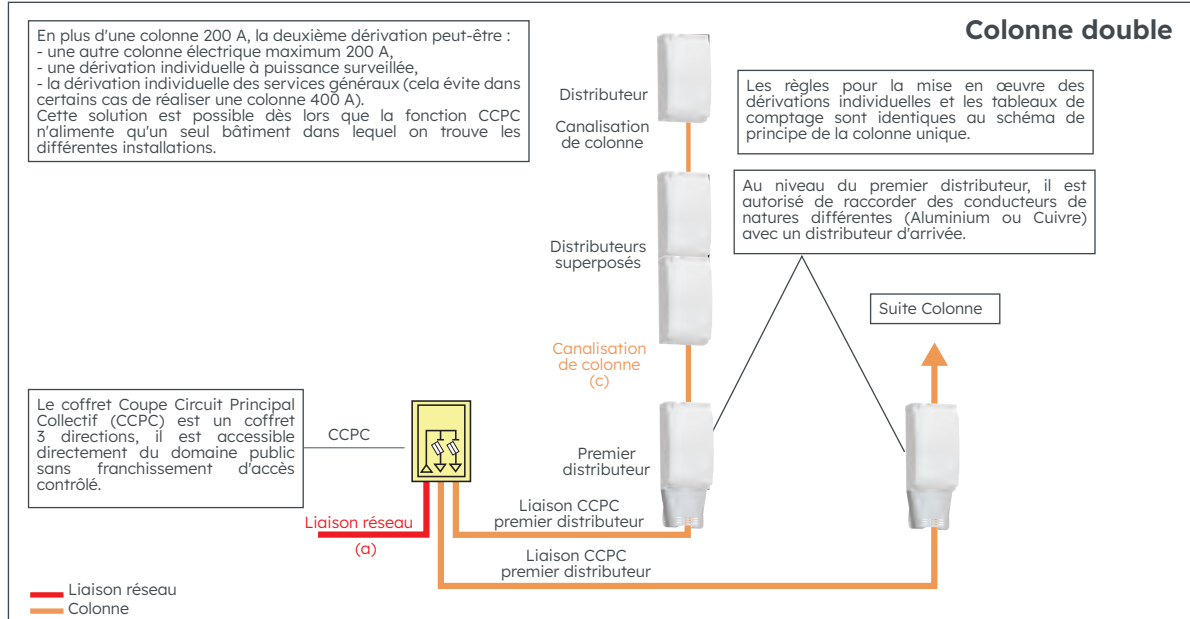 Colonne double
En plus d'une colonne 200 A, la deuxième dérivation peut-être :
- une autre colonne électrique maximum 200 A,
- une dérivation individuelle à puissance surveillée,
- la dérivation individuelle des services généraux (cela évite dans
certains cas de réaliser une colonne 400 A).
Cette solution est possible dès lors que la fonction CCPC
n'alimente qu'un seul bâtiment dans lequel on trouve les
différentes installations.
Distributeur
Canalisation
de colonne
Les règles pour la mise en œuvre des
dérivations individuelles et les tableaux de
comptage sont identiques au schéma de
principe de la colonne unique.
Au niveau du premier distributeur, il est
autorisé de raccorder des conducteurs de
natures différentes (Aluminium ou Cuivre)
avec un distributeur d'arrivée.
Distributeurs
superposés
Suite Colonne
Canalisation
de colonne
(c)
Le coffret Coupe Circuit Principal
Collectif (CCPC) est un coffret
3 directions, il est accessible
directement du domaine public
sans franchissement d'accès
contrôlé.
CCPC
Premier
distributeur
Liaison réseau
(a)
Liaison CCPC
premier distributeur
Liaison CCPC
premier distributeur
Liaison réseau
Colonne